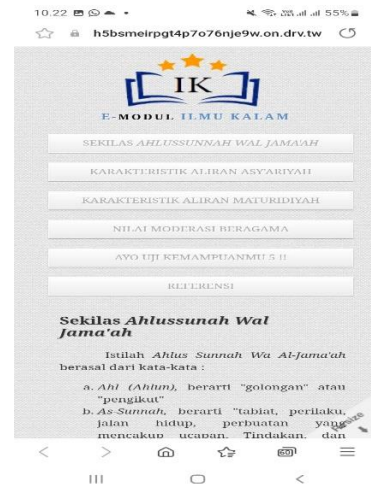 10.22
55%
h5bsmeirpgt4p7o76nje9w.on.drv.tw
IK
E-MODUL ILMU KALAM
SEKILAS AHLUSSUNNAH WAL JAMA'AH
KARAKTERISTIK ALIRAN ASY'ARIYAH
KARAKTERISTIK ALIRAN MATURIDIYAH
NILAI MODERASI BERAGAMA
AYO UJI KEMAMPUANMU 5 !!
REFERENSI
Sekilas Ahlussunah Wal
Jama'ah
Istilah Ahlus Sunnah Wa Al-Jama'ah
berasal dari kata-kata :
a. Ahl (Ahlun), berarti "golongan" atau
"pengikut"
b. As-Sunnah, berarti "tabiat, perilaku,
jalan hidup, perbuatan yang
mencakup ucapan, Tindakan, dan